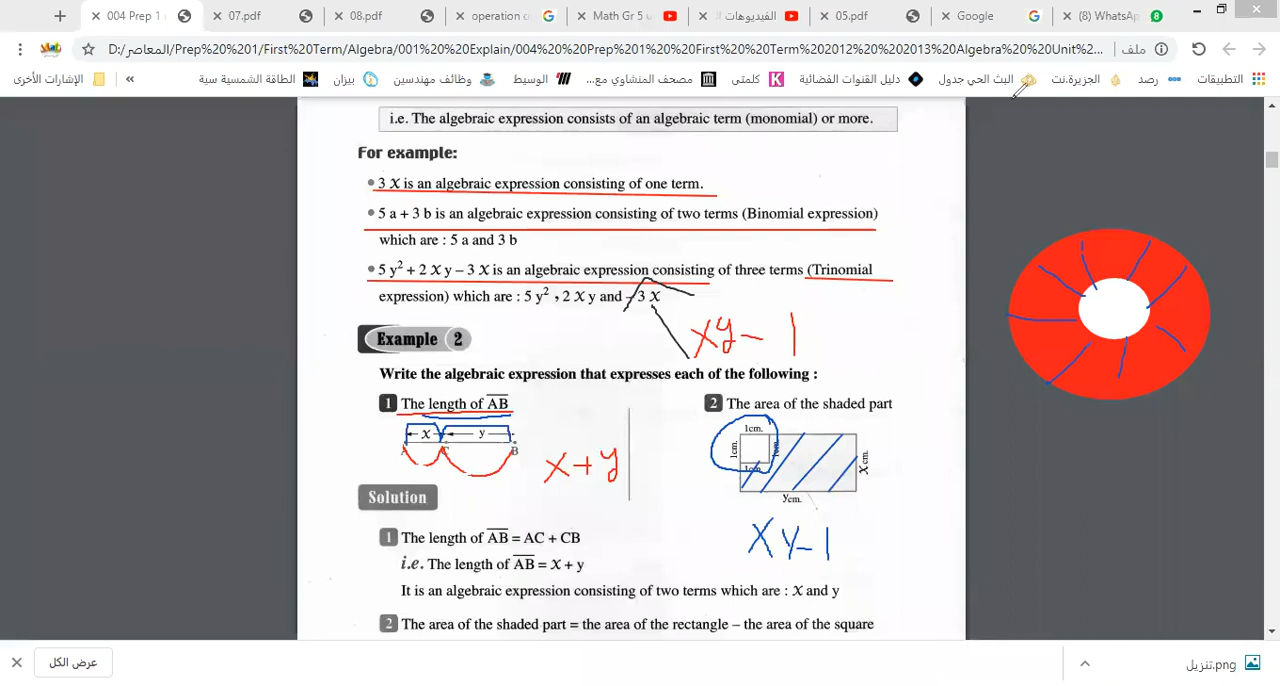 004 Prep 1
07.pdf
08.pdf
operation o
Math Gr 5 u
الفيديوهات ا
05.pdf
Google
(8) WhatsAp
D:/المعاصر/Prep%20%201/First%20Term/Algebra/001%20%20Explain/004%20%20Prep%201%20%20First%20%20Term%202012%20%202013%20Algebra%20%20Unit%... ملف
التطبيقات
رصد
الجزيرة.نت
البث الحي جدول
دليل القنوات الفضائية
كلمتى
مصحف المنشاوي مع...
الوسيط
وظائف مهندسين
بيزان
الطاقة الشمسية سية
»
الإشارات الأخرى
i.e. The algebraic expression consists of an algebraic term (monomial) or more.
For example:
• 3 X is an algebraic expression consisting of one term.
• 5 a + 3 b is an algebraic expression consisting of two terms (Binomial expression)
which are : 5 a and 3 b
• 5 y² + 2 X y – 3 X is an algebraic expression consisting of three terms (Trinomial
expression) which are : 5 y² , 2 X y and – 3 X
xy - 1
Example 2
Write the algebraic expression that expresses each of the following :
1 The length of AB
2 The area of the shaded part
x y
A C B
x + y
1cm.
1cm.
1cm.
X cm.
y cm.
Solution
xy-1
1 The length of AB = AC + CB
i.e. The length of AB = X + y
It is an algebraic expression consisting of two terms which are : X and y
2 The area of the shaded part = the area of the rectangle – the area of the square
عرض الكل
تنزيل.png